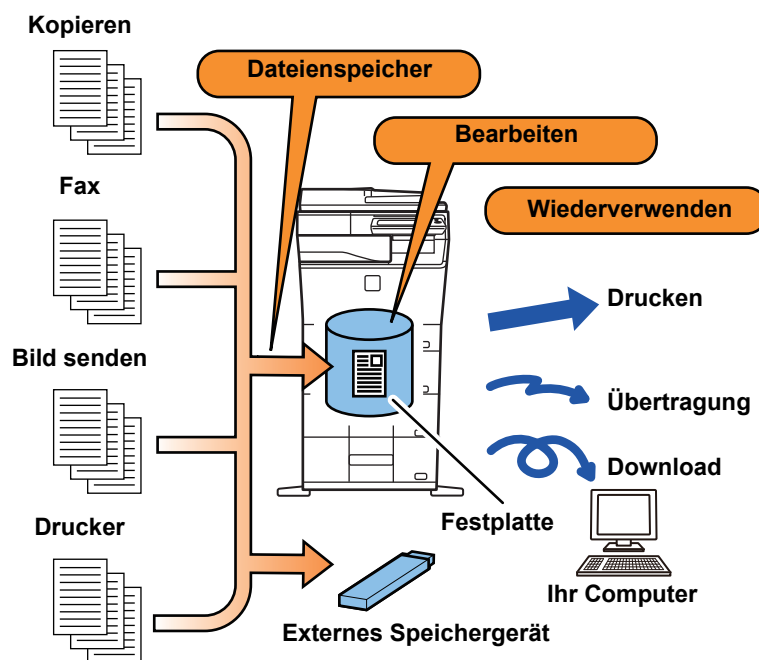 Kopieren
Dateienspeicher
Bearbeiten
Fax
Wiederverwenden
Drucken
Bild senden
Übertragung
Download
Festplatte
Drucker
Ihr Computer
Externes Speichergerät